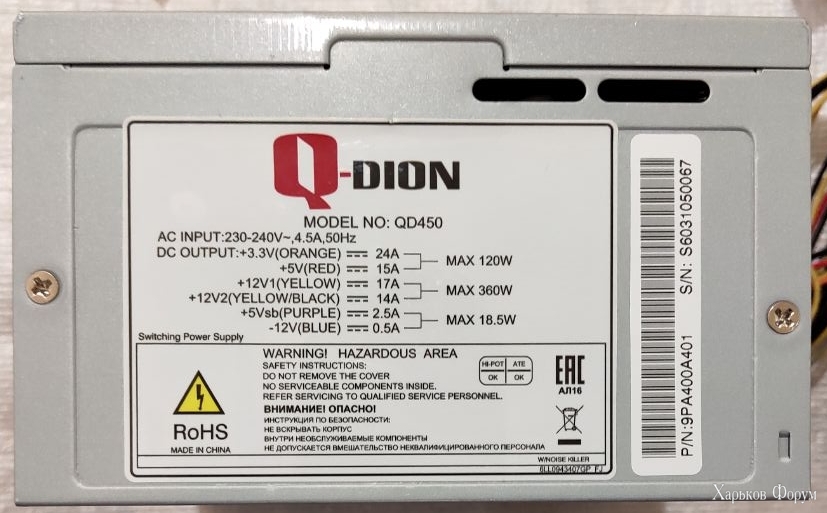 Q-DION
MODEL NO: QD450
AC INPUT:230-240V~,4.5A,50Hz
DC OUTPUT:+3.3V(ORANGE) 24A
+5V(RED) 15A
MAX 120W
+12V1(YELLOW) 17A
+12V2(YELLOW/BLACK) 14A
MAX 360W
+5Vsb(PURPLE) 2.5A
-12V(BLUE) 0.5A
MAX 18.5W
Switching Power Supply
WARNING! HAZARDOUS AREA
SAFETY INSTRUCTIONS:
DO NOT REMOVE THE COVER
NO SERVICEABLE COMPONENTS INSIDE.
REFER SERVICING TO QUALIFIED SERVICE PERSONNEL.
ВНИМАНИЕ! ОПАСНО!
ИНСТРУКЦИЯ ПО БЕЗОПАСНОСТИ:
НЕ ВСКРЫВАТЬ КОРПУС
ВНУТРИ НЕОБСЛУЖИВАЕМЫЕ КОМПОНЕНТЫ
НЕ ДОПУСКАЕТСЯ ВМЕШАТЕЛЬСТВО НЕКВАЛИФИЦИРОВАННОГО ПЕРСОНАЛА
HI-POT ATE
OK OK
EAC
АЛ16
RoHS
MADE IN CHINA
W/NOISE KILLER
6LL0943407GP FJ
S/N: S6031050067
P/N:9PA400A401
Харьков Форум